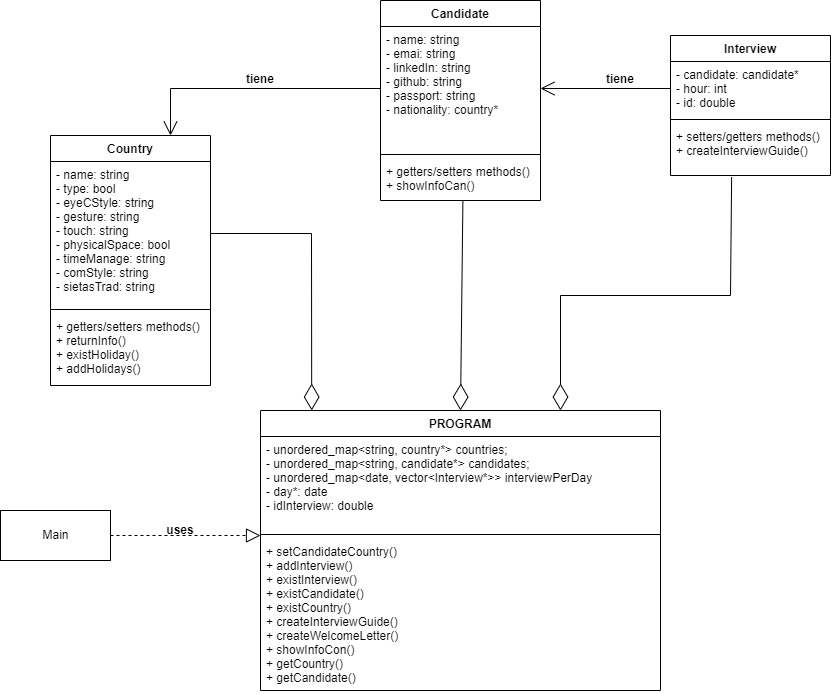 Candidate
- name: string
- emai: string
- linkedIn: string
- github: string
- passport: string
- nationality: country*
+ getters/setters methods()
+ showInfoCan()
Interview
- candidate: candidate*
- hour: int
- id: double
+ setters/getters methods()
+ createInterviewGuide()
tiene
tiene
Country
- name: string
- type: bool
- eyeCStyle: string
- gesture: string
- touch: string
- physicalSpace: bool
- timeManage: string
- comStyle: string
- sietasTrad: string
+ getters/setters methods()
+ returnInfo()
+ existHoliday()
+ addHolidays()
PROGRAM
- unordered_map<string, country*> countries;
- unordered_map<string, candidate*> candidates;
- unordered_map<date, vector<Interview*>> interviewPerDay
- day*: date
- idInterview: double
+ setCandidateCountry()
+ addInterview()
+ existInterview()
+ existCandidate()
+ existCountry()
+ createInterviewGuide()
+ createWelcomeLetter()
+ showInfoCon()
+ getCountry()
+ getCandidate()
Main
uses